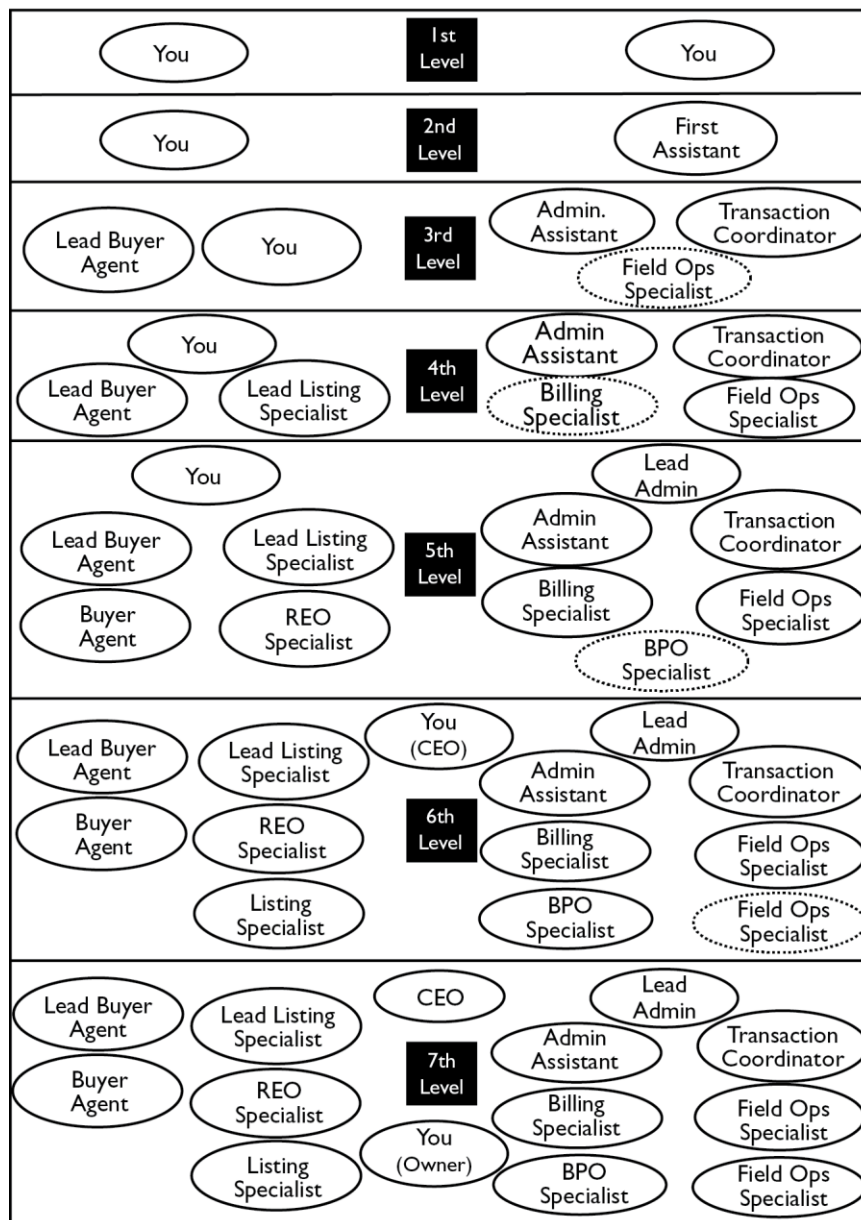 You
1st
Level
You
You
2nd
Level
First
Assistant
Lead Buyer
Agent
You
3rd
Level
Admin.
Assistant
Transaction
Coordinator
Field Ops
Specialist
You
Lead Buyer
Agent
Lead Listing
Specialist
4th
Level
Admin
Assistant
Transaction
Coordinator
Billing
Specialist
Field Ops
Specialist
You
Lead Buyer
Agent
Lead Listing
Specialist
Buyer
Agent
REO
Specialist
5th
Level
Lead
Admin
Admin
Assistant
Transaction
Coordinator
Billing
Specialist
Field Ops
Specialist
BPO
Specialist
Lead Buyer
Agent
Lead Listing
Specialist
You
(CEO)
Buyer
Agent
REO
Specialist
Listing
Specialist
6th
Level
Lead
Admin
Admin
Assistant
Transaction
Coordinator
Billing
Specialist
Field Ops
Specialist
BPO
Specialist
Field Ops
Specialist
Lead Buyer
Agent
Lead Listing
Specialist
CEO
Buyer
Agent
REO
Specialist
Listing
Specialist
7th
Level
You
(Owner)
Lead
Admin
Admin
Assistant
Transaction
Coordinator
Billing
Specialist
Field Ops
Specialist
BPO
Specialist
Field Ops
Specialist